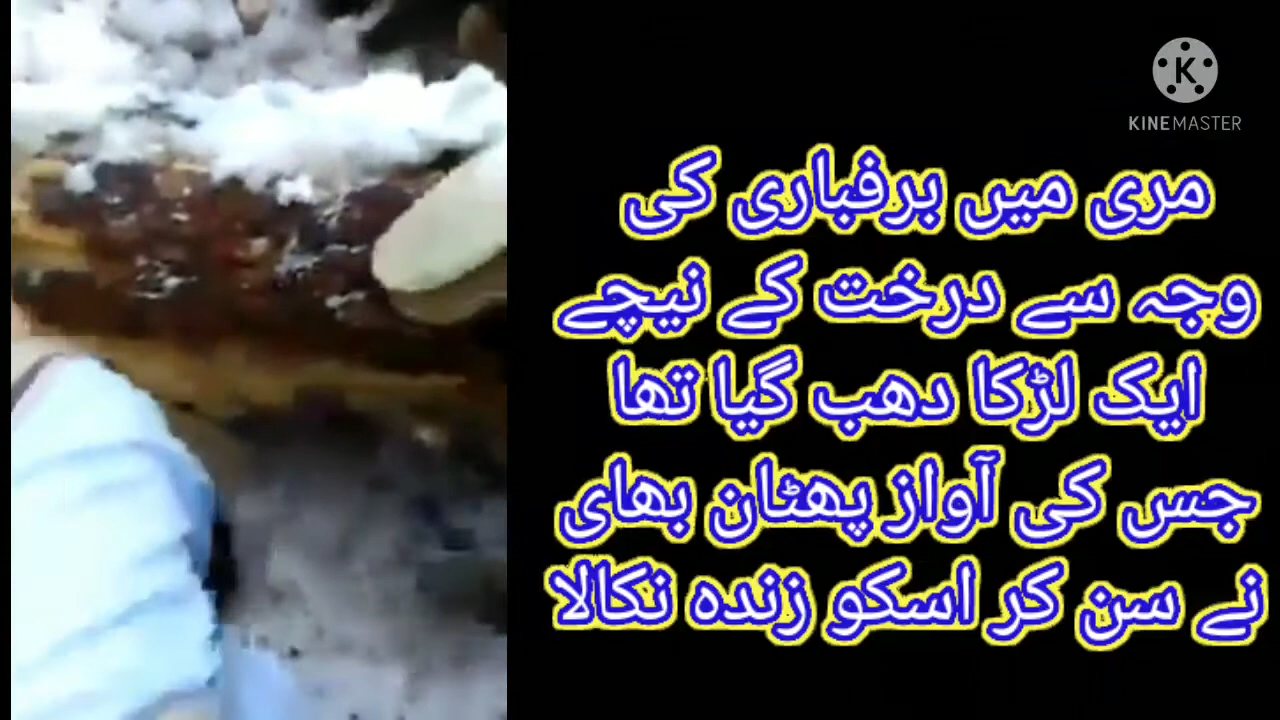 KINEMASTER
مری میں برفباری کی
وجہ سے درخت کے نیچے
ایک لڑکا دھب گیا تھا
جس کی آواز پھٹان بھای
نے سن کر اسکو زندہ نکالا